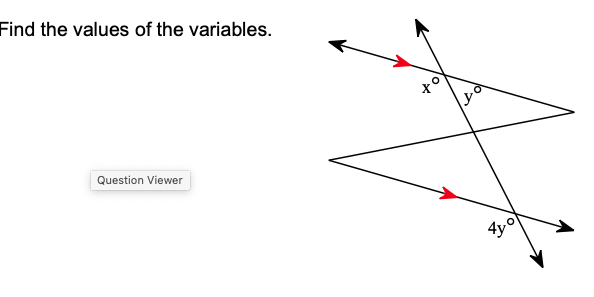 Find the values of the variables.
x°
y°
Question Viewer
4y°